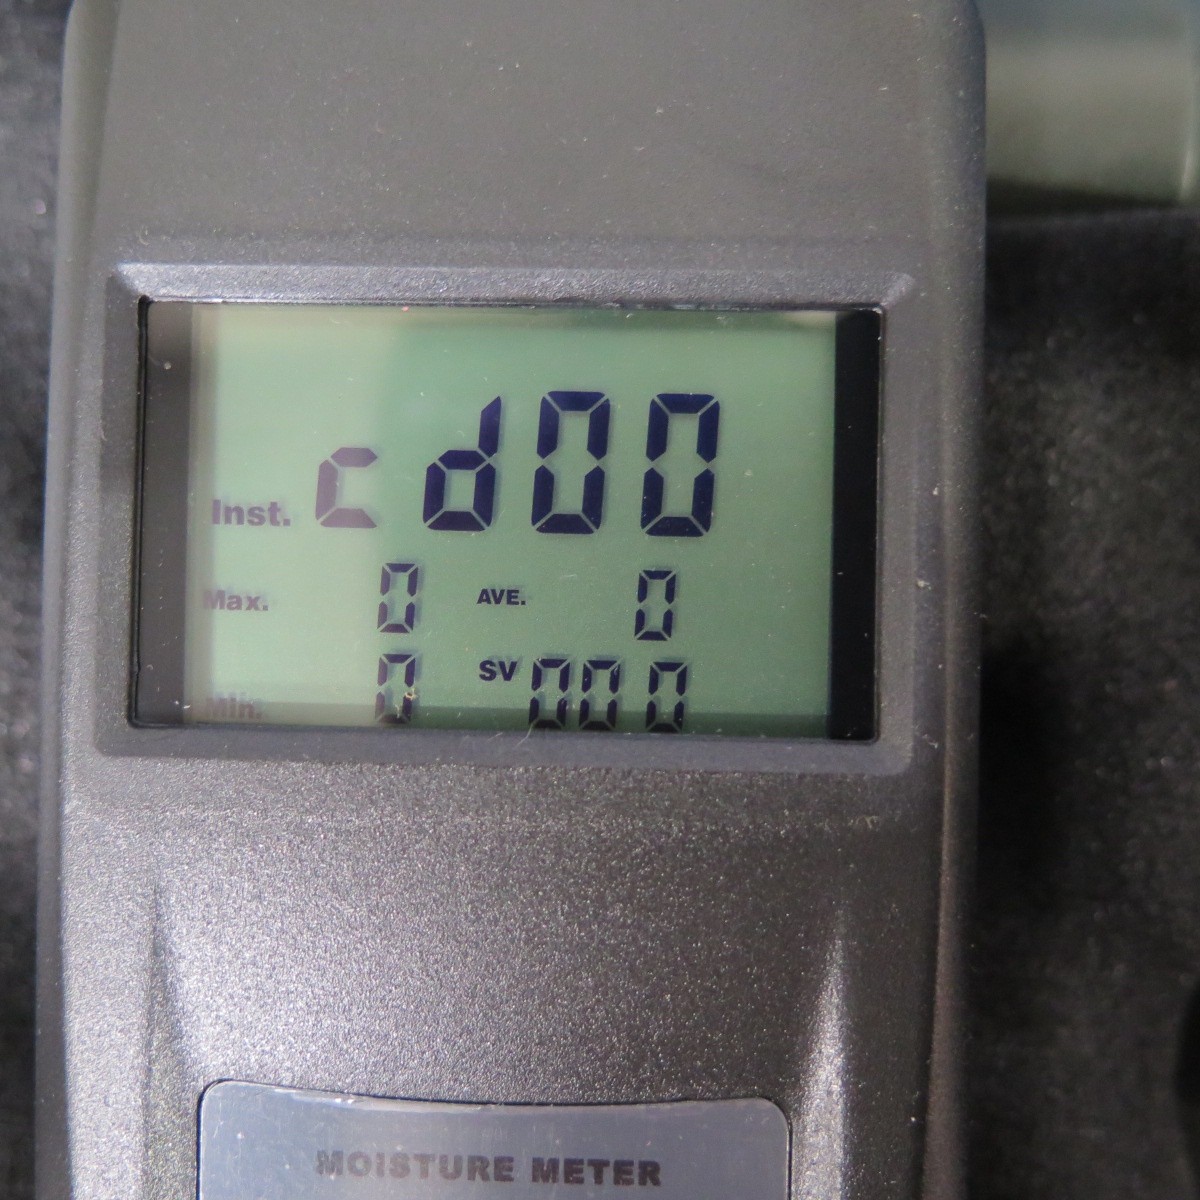 Inst. cd00
Max. 0 AVE. 0
Min. 0 SV 000
MOISTURE METER